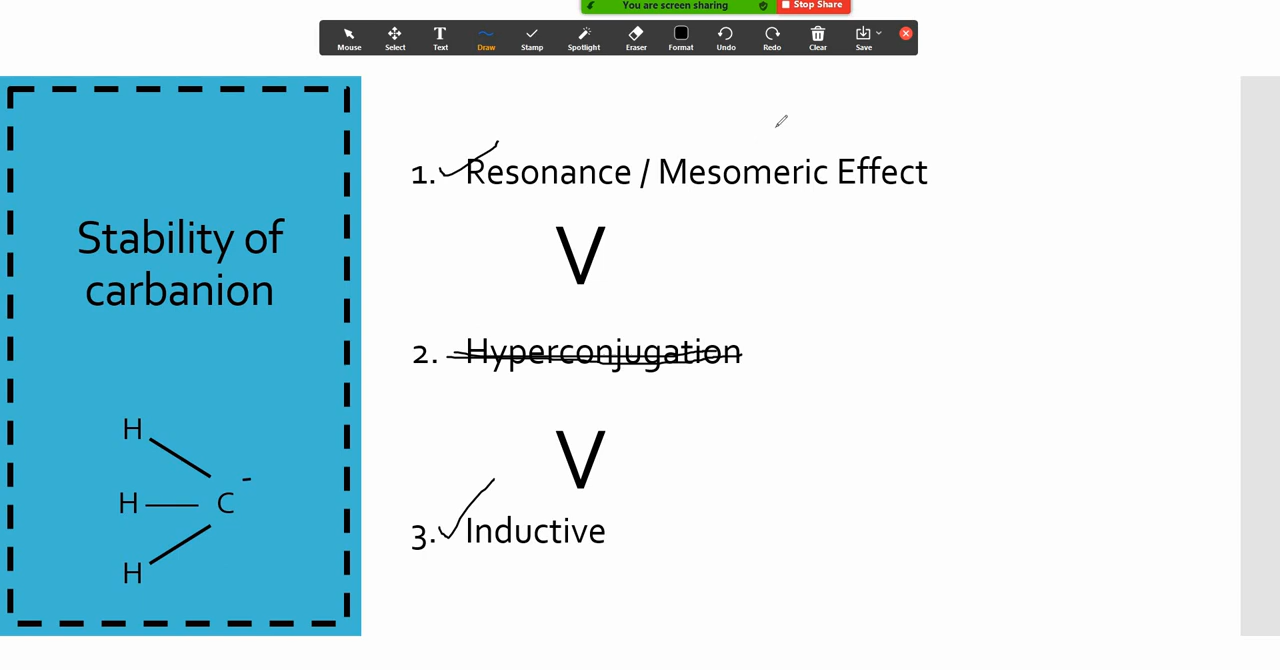 You are screen sharing
Stop Share
Mouse
Select
Text
Draw
Stamp
Spotlight
Eraser
Format
Undo
Redo
Clear
Save
Stability of
carbanion
H
H
C
-
H
1. Resonance / Mesomeric Effect
V
2. Hyperconjugation
V
3. Inductive